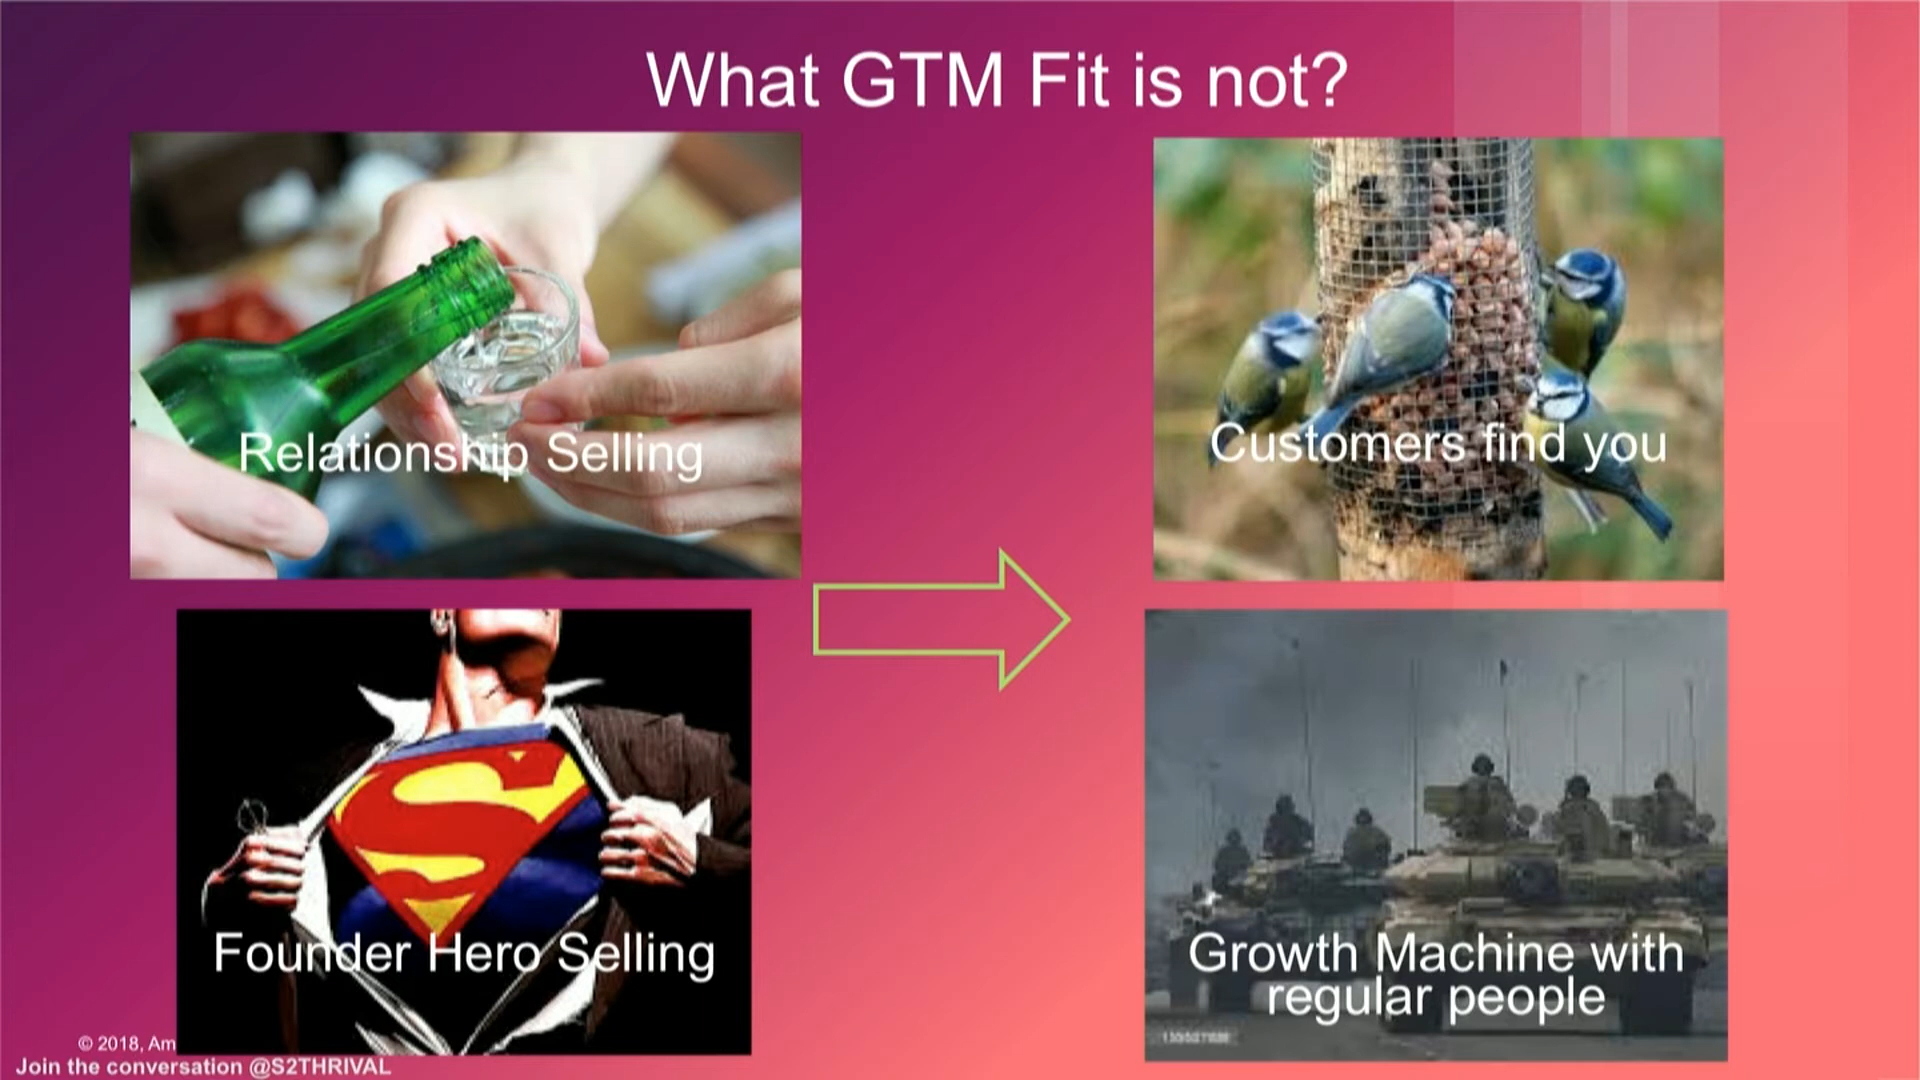 What GTM Fit is not?
Relationship Selling
Customers find you
Founder Hero Selling
Growth Machine with
regular people
© 2018, Am
Join the conversation @S2THRIVAL